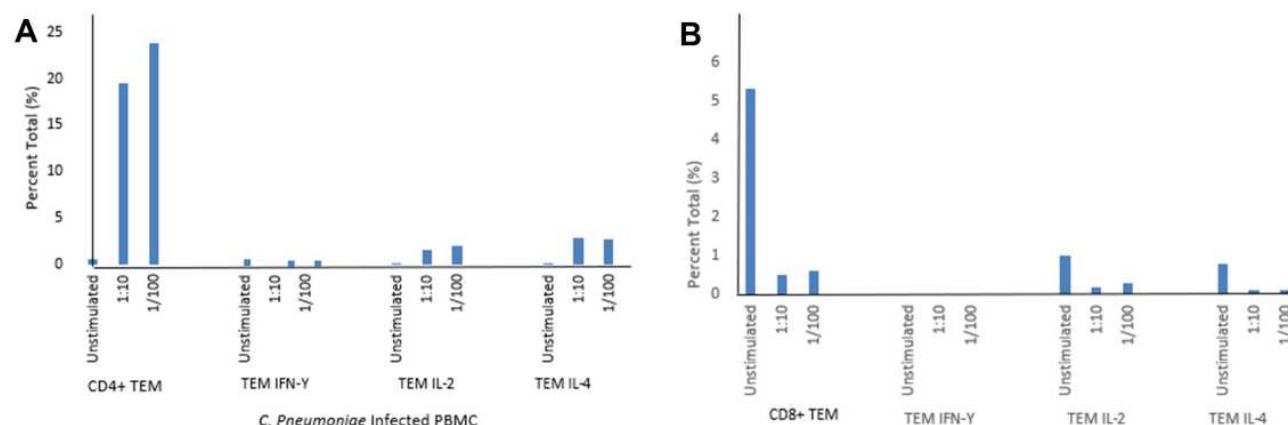 A
25
20
15
10
5
0
Percent Total (%)
Unstimulated
1:10
1/100
Unstimulated
1:10
1/100
Unstimulated
1:10
1/100
Unstimulated
1:10
1/100
CD4+ TEM
TEM IFN-Y
TEM IL-2
TEM IL-4
C. Pneumoniae Infected PBMC
B
6
5
4
3
2
1
0
Percent Total (%)
Unstimulated
1:10
1/100
Unstimulated
1:10
1/100
Unstimulated
1:10
1/100
Unstimulated
1:10
1/100
CD8+ TEM
TEM IFN-Y
TEM IL-2
TEM IL-4